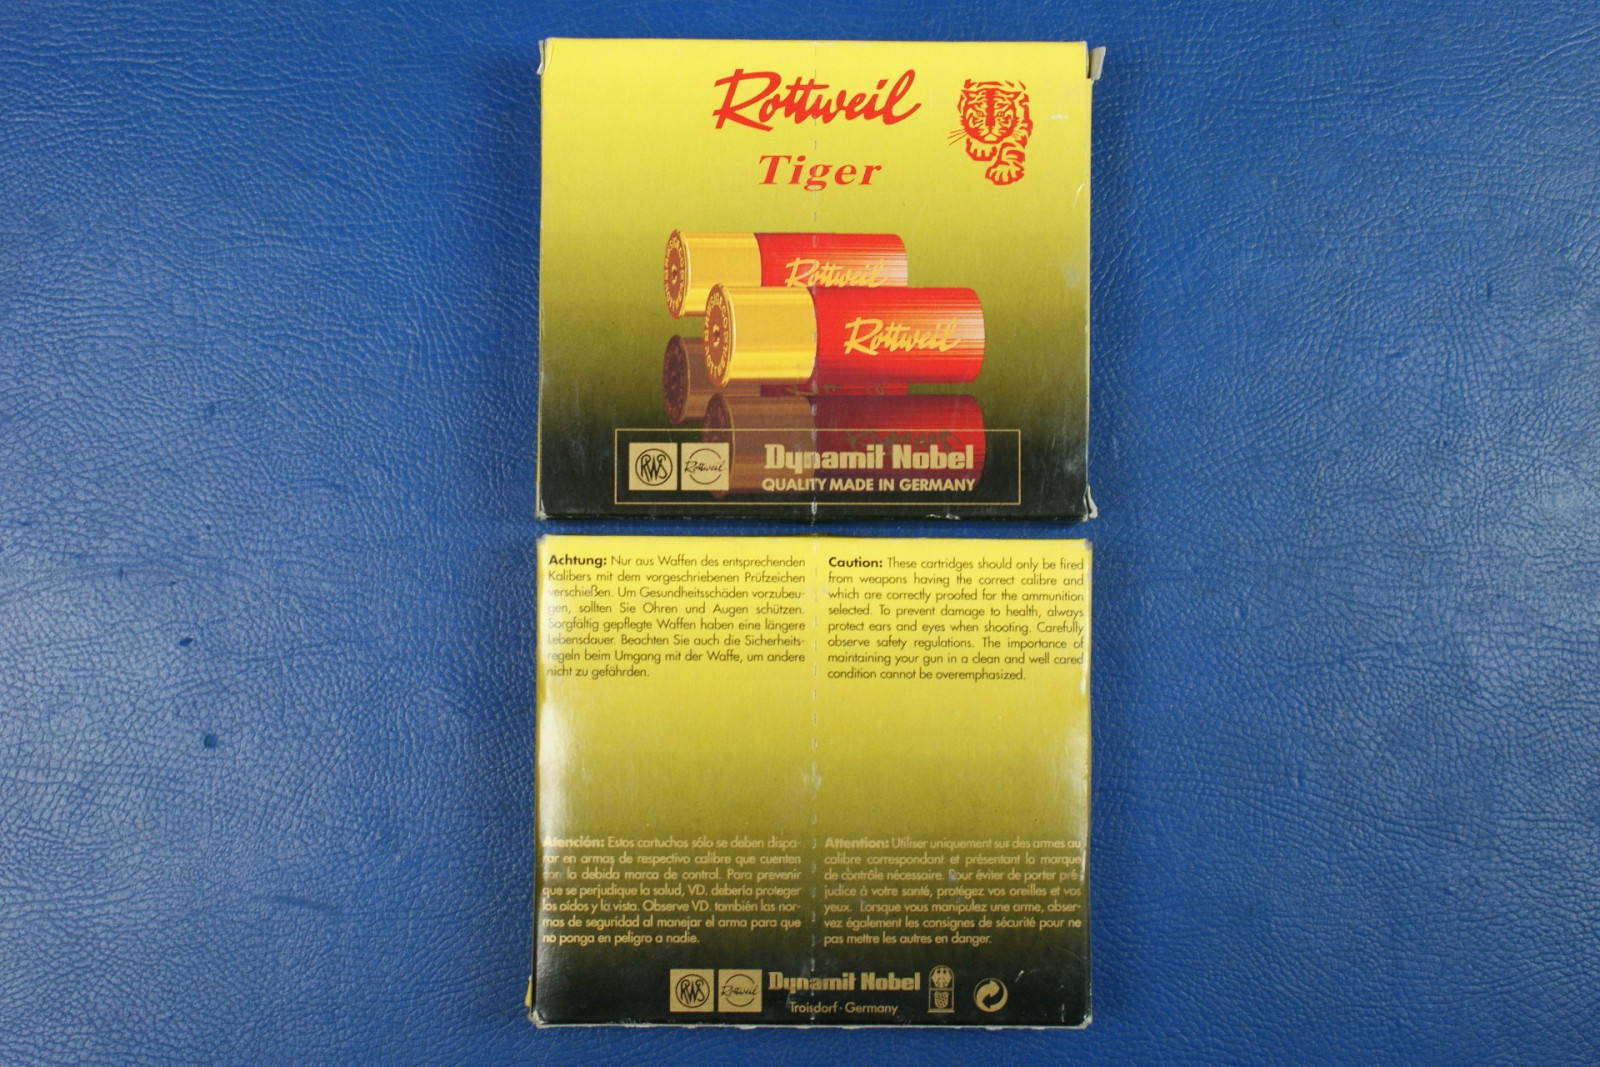 Rottweil
Tiger
Rottweil
Rottweil
RWS
Rottweil
Dynamit Nobel
QUALITY MADE IN GERMANY
Achtung: Nur aus Waffen des entsprechenden
Kalibers mit dem vorgeschriebenen Prüfzeichen
verschießen. Um Gesundheitsschäden vorzubeu-
gen, sollten Sie Ohren und Augen schützen.
Sorgfältig gepflegte Waffen haben eine längere
Lebensdauer. Beachten Sie auch die Sicherheits-
regeln beim Umgang mit der Waffe, um andere
nicht zu gefährden.
Caution: These cartridges should only be fired
from weapons having the correct calibre and
which are correctly proofed for the ammunition
selected. To prevent damage to health, always
protect ears and eyes when shooting. Carefully
observe safety regulations. The importance of
maintaining your gun in a clean and well cared
condition cannot be overemphasized.
Atención: Estos cartuchos sólo se deben dispa-
rar en armas de respectivo calibre que cuenten
con la debida marca de control. Para prevenir
que se perjudique la salud, VD. debería proteger
los oídos y la vista. Observe VD. también las nor-
mas de seguridad al manejar el arma para que
no ponga en peligro a nadie.
Attention: Utiliser uniquement sur des armes au
calibre correspondant et présentant la marque
de contrôle nécessaire. Pour éviter de porter pré-
judice à votre santé, protégez vos oreilles et vos
yeux. Lorsque vous manipulez une arme, obser-
vez également les consignes de sécurité pour ne
pas mettre les autres en danger.
RWS
Rottweil
Dynamit Nobel
Troisdorf · Germany